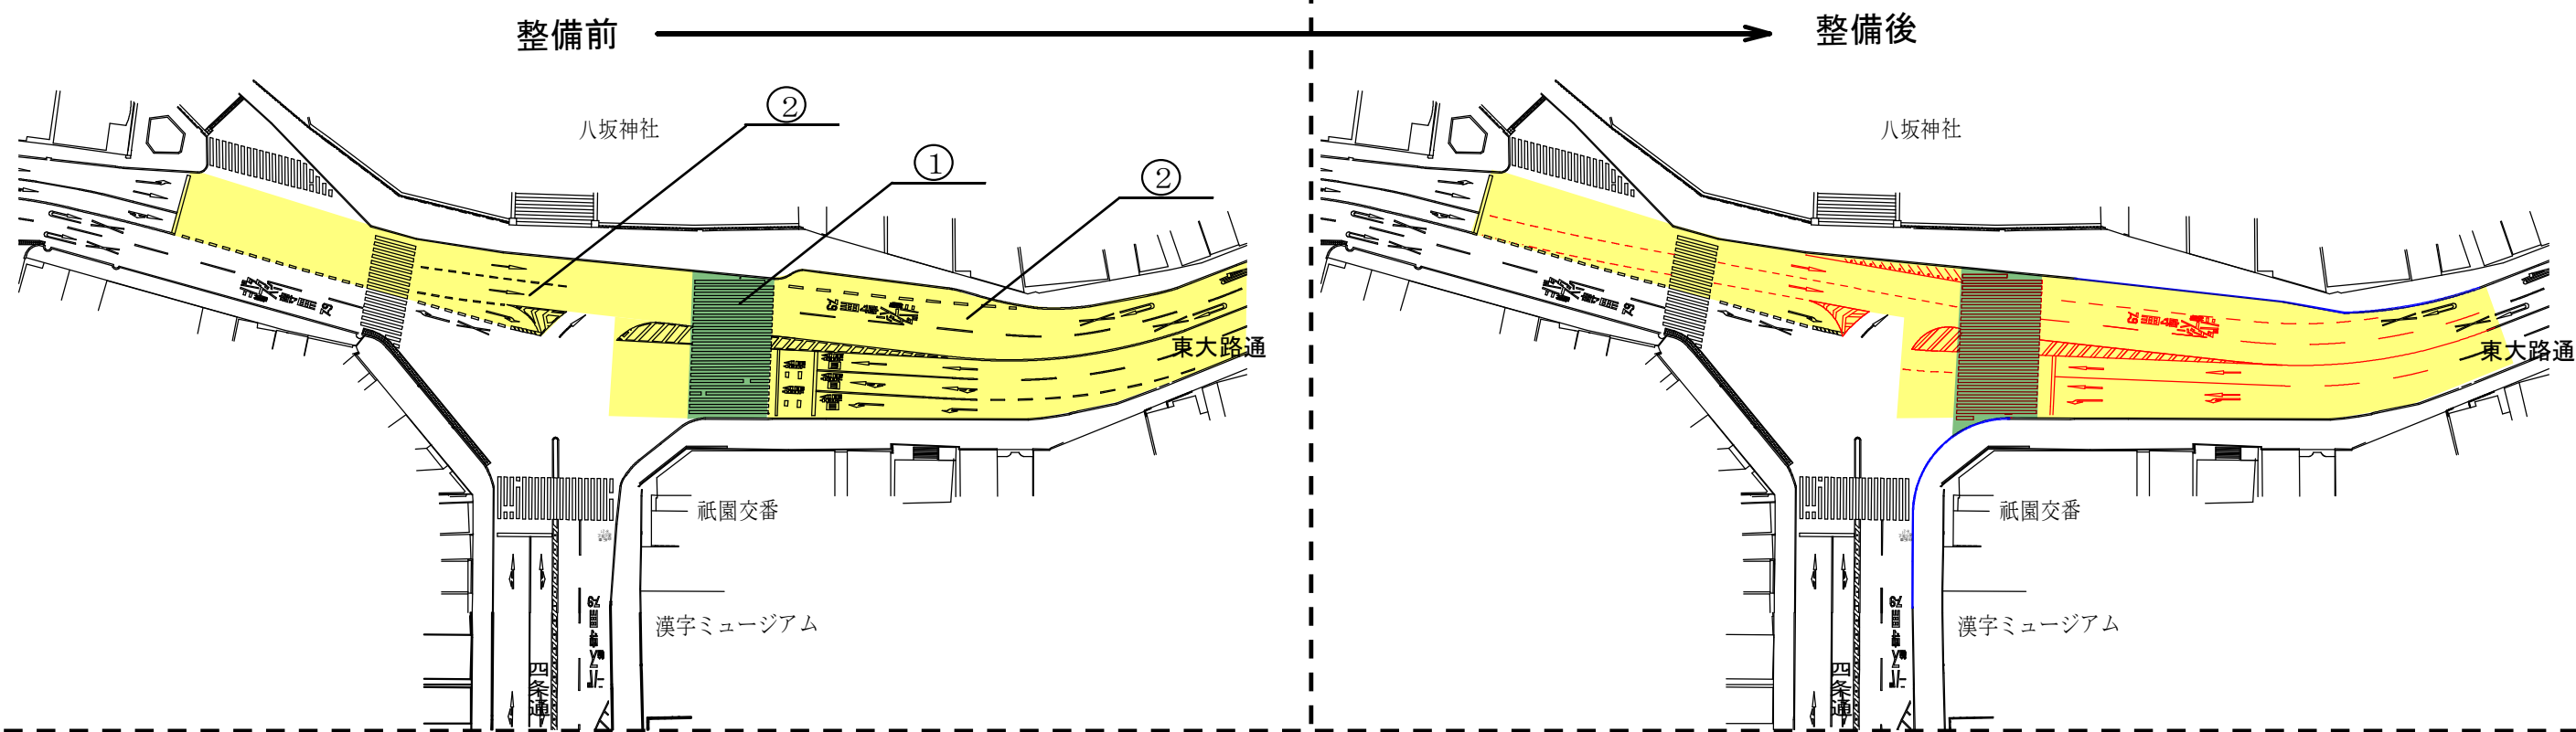 整備前
整備後
②
八坂神社
①
②
東大路通
祇園交番
漢字ミュージアム
四条通
八坂神社
東大路通
祇園交番
漢字ミュージアム
四条通